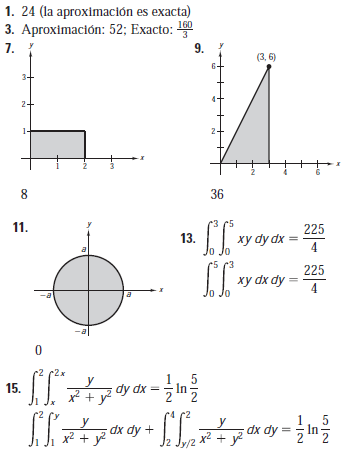 1. 24 (la aproximación es exacta)
3. Aproximación: 52; Exacto: 160/3
7. y
3
2
1
1 2 3 x
8
9. y
(3, 6)
6
4
2
2 4 6 x
36
11. y
a
−a a x
−a
0
13. ∫₀³ ∫₀⁵ xy dy dx = 225/4
∫₀⁵ ∫₀³ xy dx dy = 225/4
15. ∫₁² ∫ₓ²ˣ y/(x² + y²) dy dx = 1/2 ln 5/2
∫₁² ∫₁ʸ y/(x² + y²) dx dy + ∫₂⁴ ∫_{y/2}² y/(x² + y²) dx dy = 1/2 ln 5/2